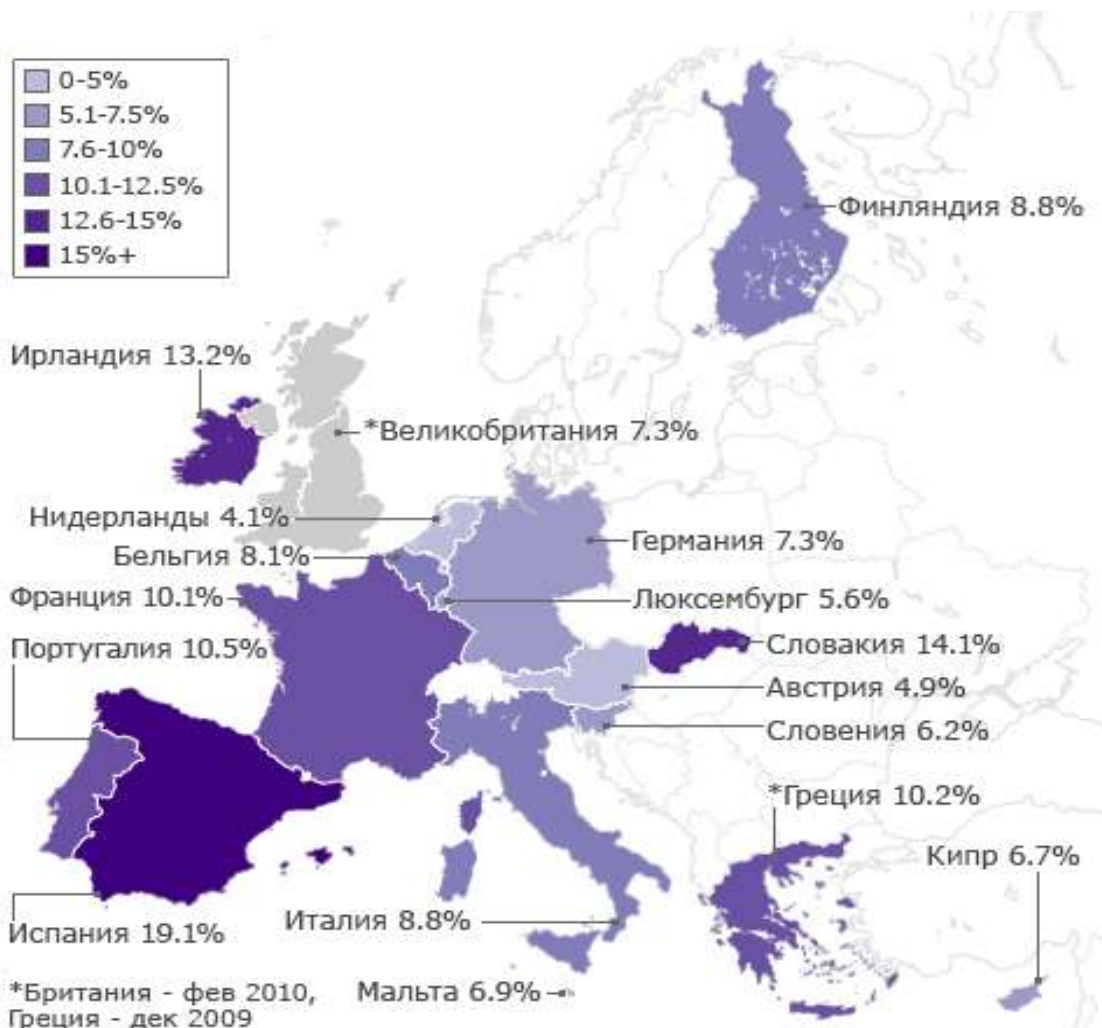 0-5%
5.1-7.5%
7.6-10%
10.1-12.5%
12.6-15%
15%+
Финляндия 8.8%
Ирландия 13.2%
*Великобритания 7.3%
Нидерланды 4.1%
Германия 7.3%
Бельгия 8.1%
Франция 10.1%
Люксембург 5.6%
Португалия 10.5%
Словакия 14.1%
Австрия 4.9%
Словения 6.2%
*Греция 10.2%
Кипр 6.7%
Италия 8.8%
Испания 19.1%
*Британия - фев 2010,
Греция - дек 2009
Мальта 6.9%